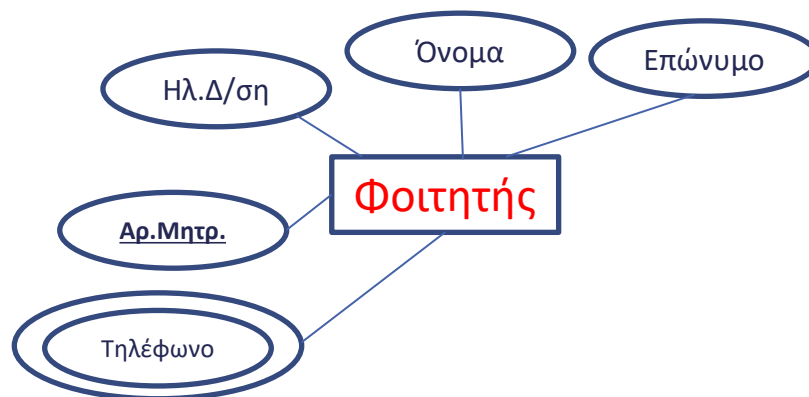 Όνομα
Επώνυμο
Ηλ.Δ/ση
Φοιτητής
Αρ.Μητρ.
Τηλέφωνο